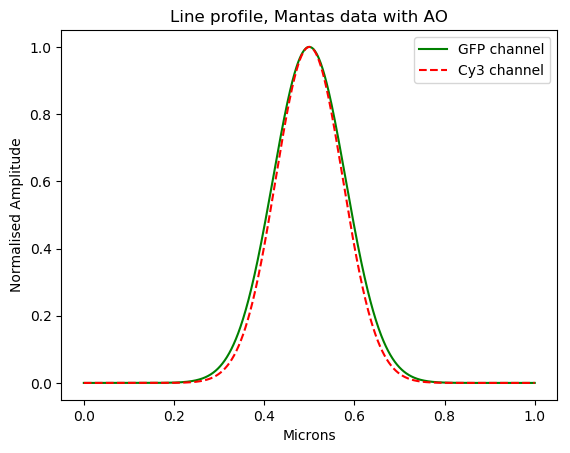 Line profile, Mantas data with AO
GFP channel
Cy3 channel
Normalised Amplitude
1.0
0.8
0.6
0.4
0.2
0.0
0.0 0.2 0.4 0.6 0.8 1.0
Microns